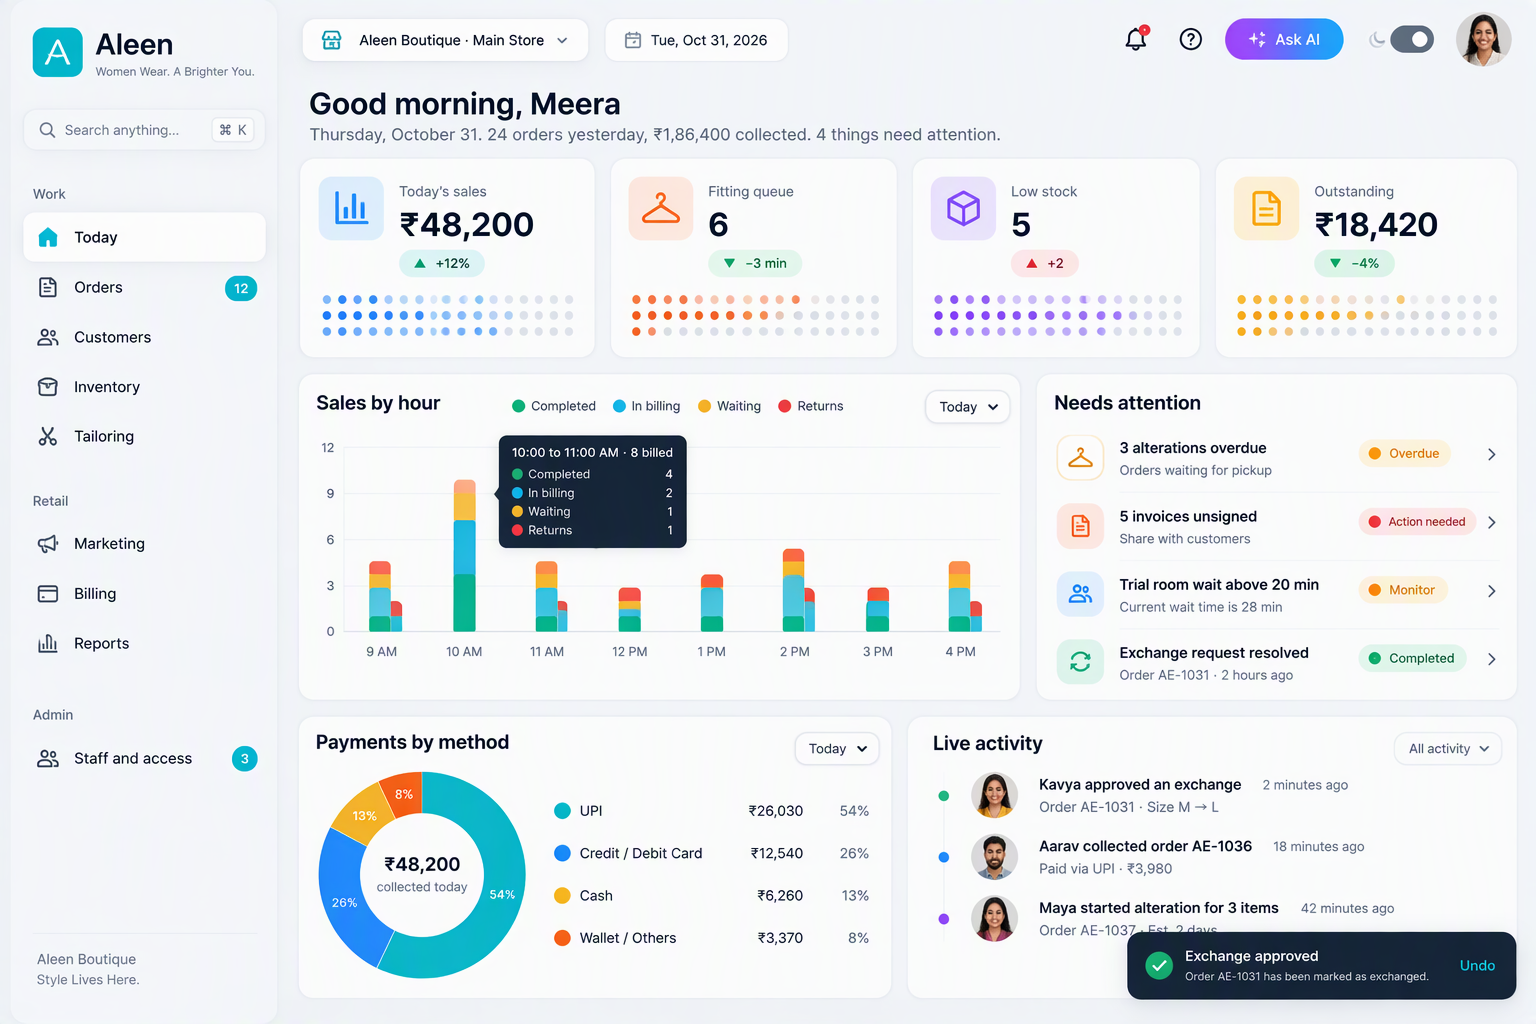 A
Aleen
Women Wear. A Brighter You.
Search anything...
⌘ K
Work
Today
Orders
12
Customers
Inventory
Tailoring
Retail
Marketing
Billing
Reports
Admin
Staff and access
3
Aleen Boutique
Style Lives Here.
Aleen Boutique · Main Store
Tue, Oct 31, 2026
Ask AI
Good morning, Meera
Thursday, October 31. 24 orders yesterday, ₹1,86,400 collected. 4 things need attention.
Today's sales
₹48,200
▲ +12%
Fitting queue
6
▼ −3 min
Low stock
5
▲ +2
Outstanding
₹18,420
▼ −4%
Sales by hour
Completed
In billing
Waiting
Returns
Today
12
9
6
3
0
10:00 to 11:00 AM · 8 billed
Completed 4
In billing 2
Waiting 1
Returns 1
9 AM
10 AM
11 AM
12 PM
1 PM
2 PM
3 PM
4 PM
Needs attention
3 alterations overdue
Orders waiting for pickup
Overdue
5 invoices unsigned
Share with customers
Action needed
Trial room wait above 20 min
Current wait time is 28 min
Monitor
Exchange request resolved
Order AE-1031 · 2 hours ago
Completed
Payments by method
Today
8%
13%
26%
54%
₹48,200
collected today
UPI ₹26,030 54%
Credit / Debit Card ₹12,540 26%
Cash ₹6,260 13%
Wallet / Others ₹3,370 8%
Live activity
All activity
Kavya approved an exchange 2 minutes ago
Order AE-1031 · Size M → L
Aarav collected order AE-1036 18 minutes ago
Paid via UPI · ₹3,980
Maya started alteration for 3 items 42 minutes ago
Order AE-1037 · Est. 2 days
Exchange approved
Order AE-1031 has been marked as exchanged.
Undo